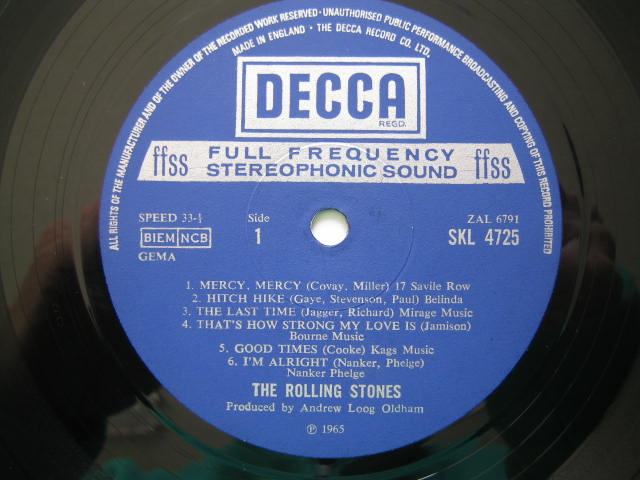 ALL RIGHTS OF THE MANUFACTURER AND OF THE OWNER OF THE RECORDED WORK RESERVED · UNAUTHORISED PUBLIC PERFORMANCE BROADCASTING AND COPYING OF THIS RECORD PROHIBITED
MADE IN ENGLAND · THE DECCA RECORD CO. LTD.
DECCA
REGD.
ffss FULL FREQUENCY ffss
STEREOPHONIC SOUND
SPEED 33-⅓ Side ZAL 6791
BIEM NCB 1 SKL 4725
GEMA
1. MERCY, MERCY (Covay, Miller) 17 Savile Row
2. HITCH HIKE (Gaye, Stevenson, Paul) Belinda
3. THE LAST TIME (Jagger, Richard) Mirage Music
4. THAT'S HOW STRONG MY LOVE IS (Jamison)
Bourne Music
5. GOOD TIMES (Cooke) Kags Music
6. I'M ALRIGHT (Nanker, Phelge)
Nanker Phelge
THE ROLLING STONES
Produced by Andrew Loog Oldham
℗ 1965